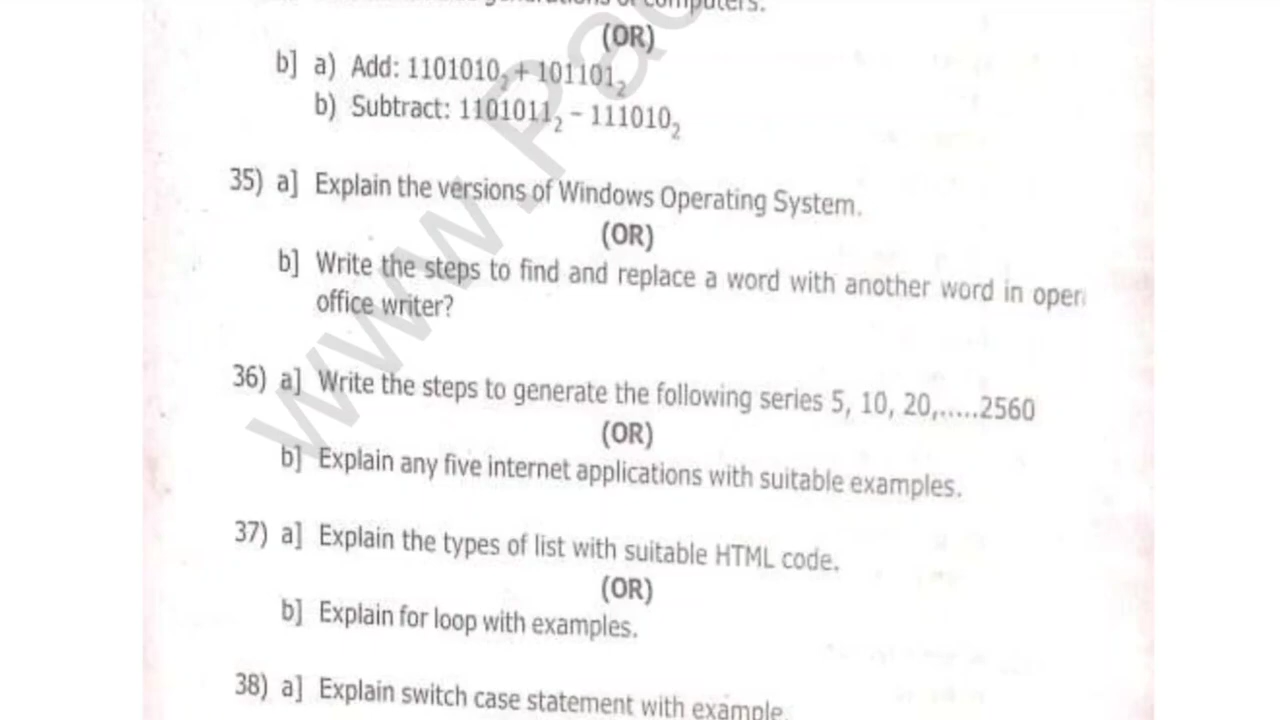 computers.
(OR)
b] a) Add: 1101010₂ + 101101₂
b) Subtract: 1101011₂ - 111010₂
35) a] Explain the versions of Windows Operating System.
(OR)
b] Write the steps to find and replace a word with another word in open
office writer?
36) a] Write the steps to generate the following series 5, 10, 20,.....2560
(OR)
b] Explain any five internet applications with suitable examples.
37) a] Explain the types of list with suitable HTML code.
(OR)
b] Explain for loop with examples.
38) a] Explain switch case statement with example.
www.Pad